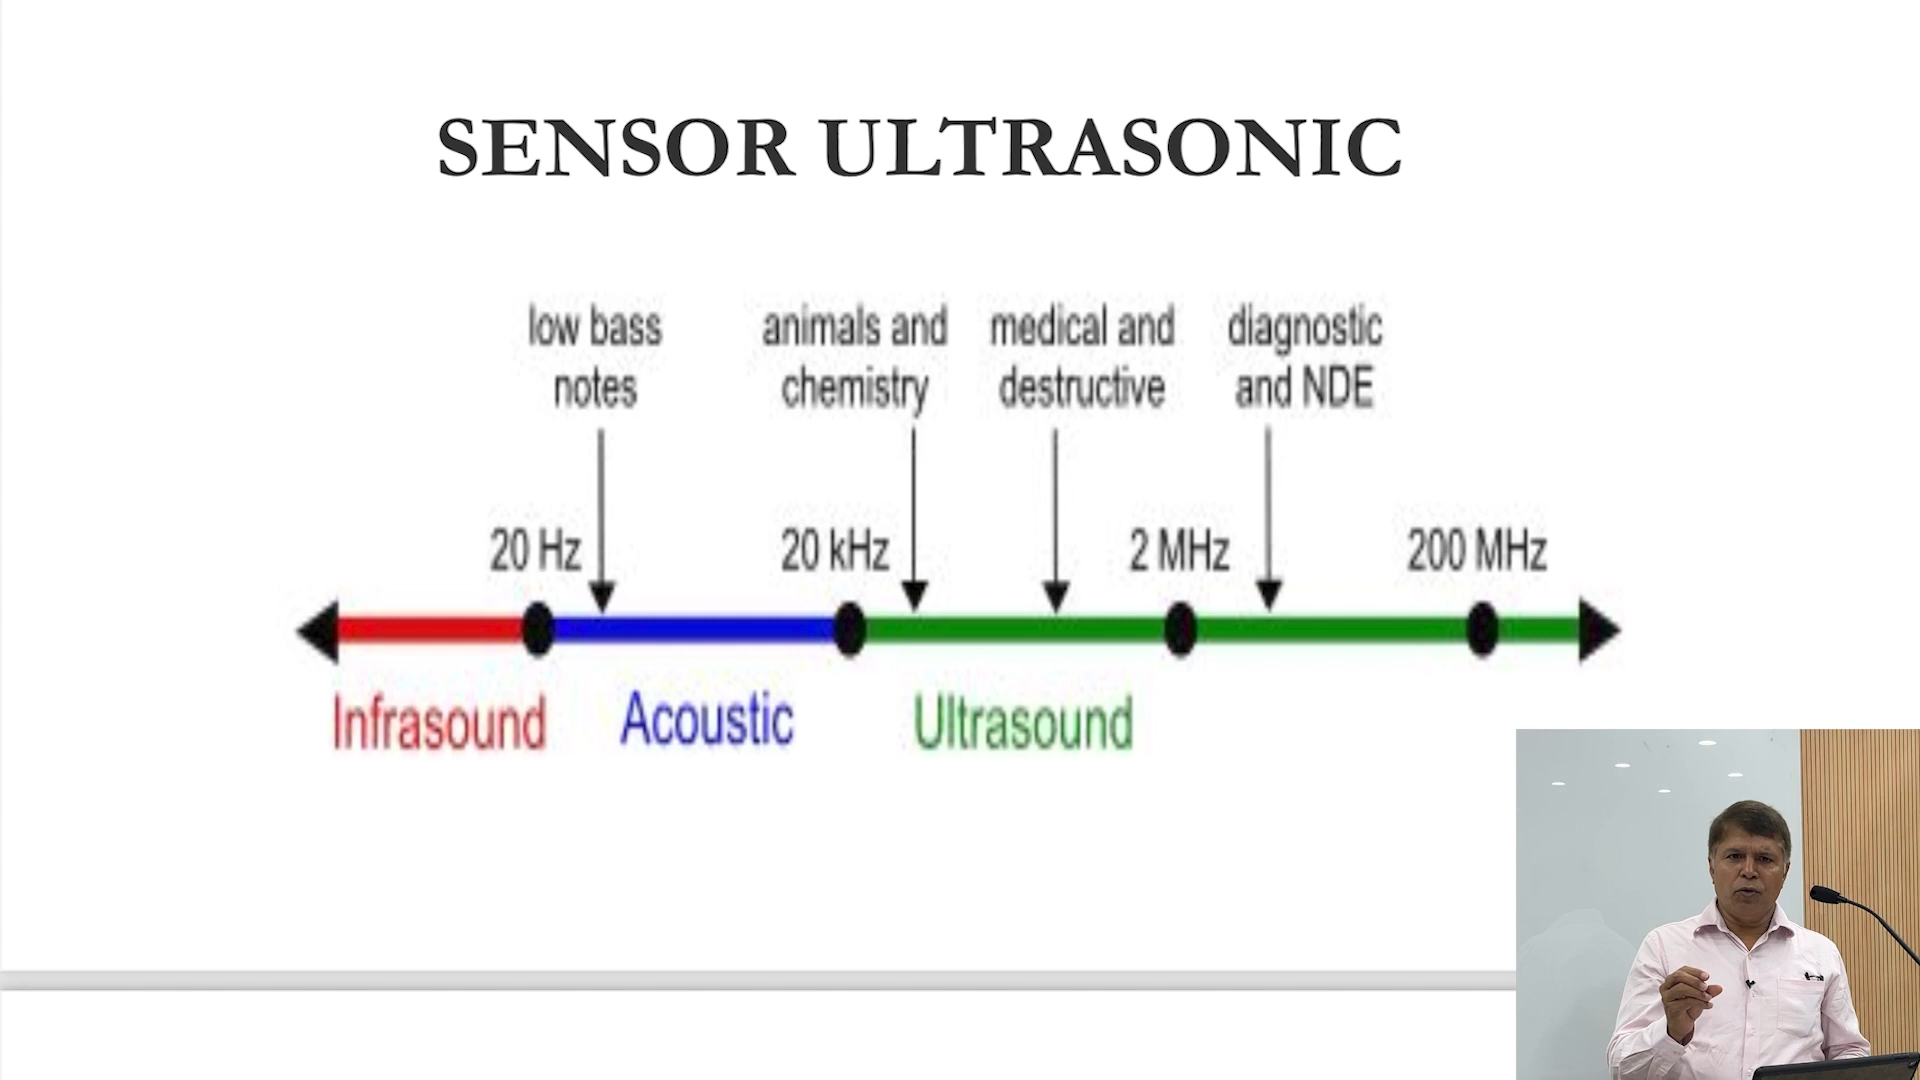 SENSOR ULTRASONIC
low bass
notes
animals and
chemistry
medical and
destructive
diagnostic
and NDE
20 Hz
20 kHz
2 MHz
200 MHz
Infrasound
Acoustic
Ultrasound